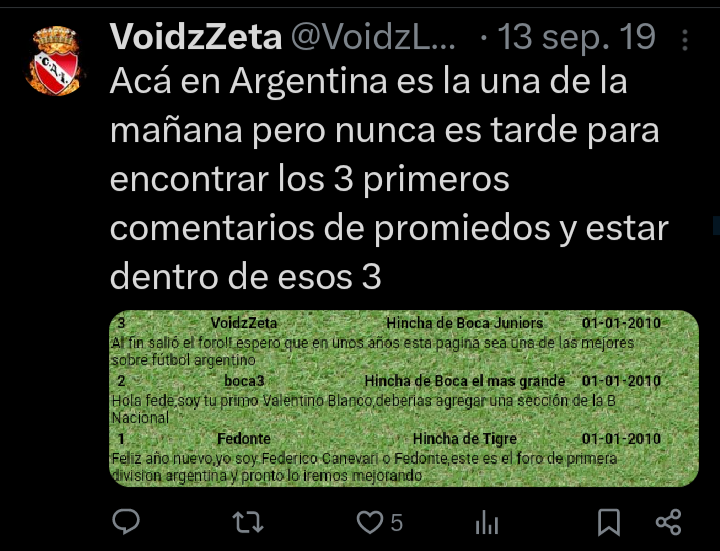 VoidzZeta @VoidzL... · 13 sep. 19
Acá en Argentina es la una de la
mañana pero nunca es tarde para
encontrar los 3 primeros
comentarios de promiedos y estar
dentro de esos 3
3 VoidzZeta Hincha de Boca Juniors 01-01-2010
Al fin salió el foro!! espero que en unos años esta pagina sea una de las mejores
sobre futbol argentino
2 boca3 Hincha de Boca el mas grande 01-01-2010
Hola fede,soy tu primo Valentino Blanco,deberias agregar una sección de la B
Nacional
1 Fedonte Hincha de Tigre 01-01-2010
Feliz año nuevo,yo soy Federico Canevari o Fedonte,este es el foro de primera
division argentina y pronto lo iremos mejorando
5